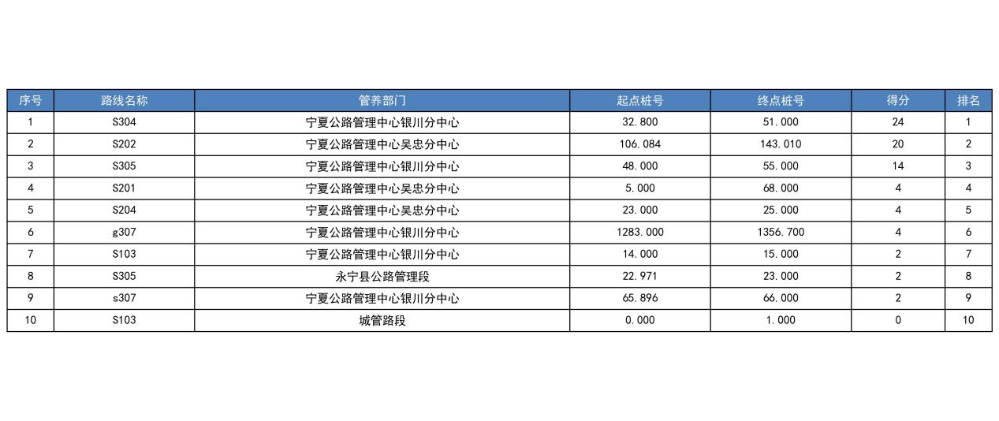 序号 路线名称 管养部门 起点桩号 终点桩号 得分 排名
1 S304 宁夏公路管理中心银川分中心 32.800 51.000 24 1
2 S202 宁夏公路管理中心吴忠分中心 106.084 143.010 20 2
3 S305 宁夏公路管理中心银川分中心 48.000 55.000 14 3
4 S201 宁夏公路管理中心吴忠分中心 5.000 68.000 4 4
5 S204 宁夏公路管理中心吴忠分中心 23.000 25.000 4 5
6 g307 宁夏公路管理中心银川分中心 1283.000 1356.700 4 6
7 S103 宁夏公路管理中心银川分中心 14.000 15.000 2 7
8 S305 永宁县公路管理段 22.971 23.000 2 8
9 s307 宁夏公路管理中心银川分中心 65.896 66.000 2 9
10 S103 城管路段 0.000 1.000 0 10